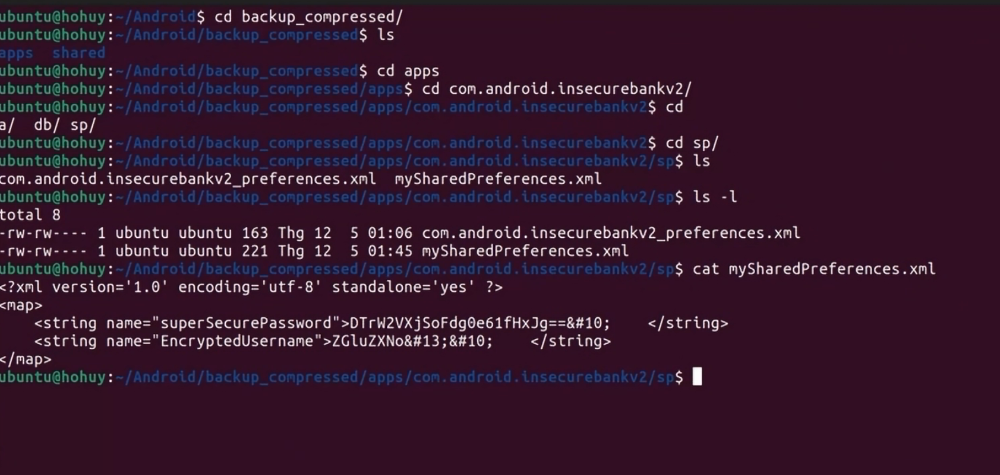 ubuntu@hohuy:~/Android$ cd backup_compressed/
ubuntu@hohuy:~/Android/backup_compressed$ ls
apps  shared
ubuntu@hohuy:~/Android/backup_compressed$ cd apps
ubuntu@hohuy:~/Android/backup_compressed/apps$ cd com.android.insecurebankv2/
ubuntu@hohuy:~/Android/backup_compressed/apps/com.android.insecurebankv2$ cd
a/  db/ sp/
ubuntu@hohuy:~/Android/backup_compressed/apps/com.android.insecurebankv2$ cd sp/
ubuntu@hohuy:~/Android/backup_compressed/apps/com.android.insecurebankv2/sp$ ls
com.android.insecurebankv2_preferences.xml  mySharedPreferences.xml
ubuntu@hohuy:~/Android/backup_compressed/apps/com.android.insecurebankv2/sp$ ls -l
total 8
-rw-rw---- 1 ubuntu ubuntu 163 Thg 12  5 01:06 com.android.insecurebankv2_preferences.xml
-rw-rw---- 1 ubuntu ubuntu 221 Thg 12  5 01:45 mySharedPreferences.xml
ubuntu@hohuy:~/Android/backup_compressed/apps/com.android.insecurebankv2/sp$ cat mySharedPreferences.xml
<?xml version='1.0' encoding='utf-8' standalone='yes' ?>
<map>
    <string name="superSecurePassword">DTrW2VXjSoFdg0e61fHxJg==&#10;    </string>
    <string name="EncryptedUsername">ZGluZXNo&#13;&#10;    </string>
</map>
ubuntu@hohuy:~/Android/backup_compressed/apps/com.android.insecurebankv2/sp$